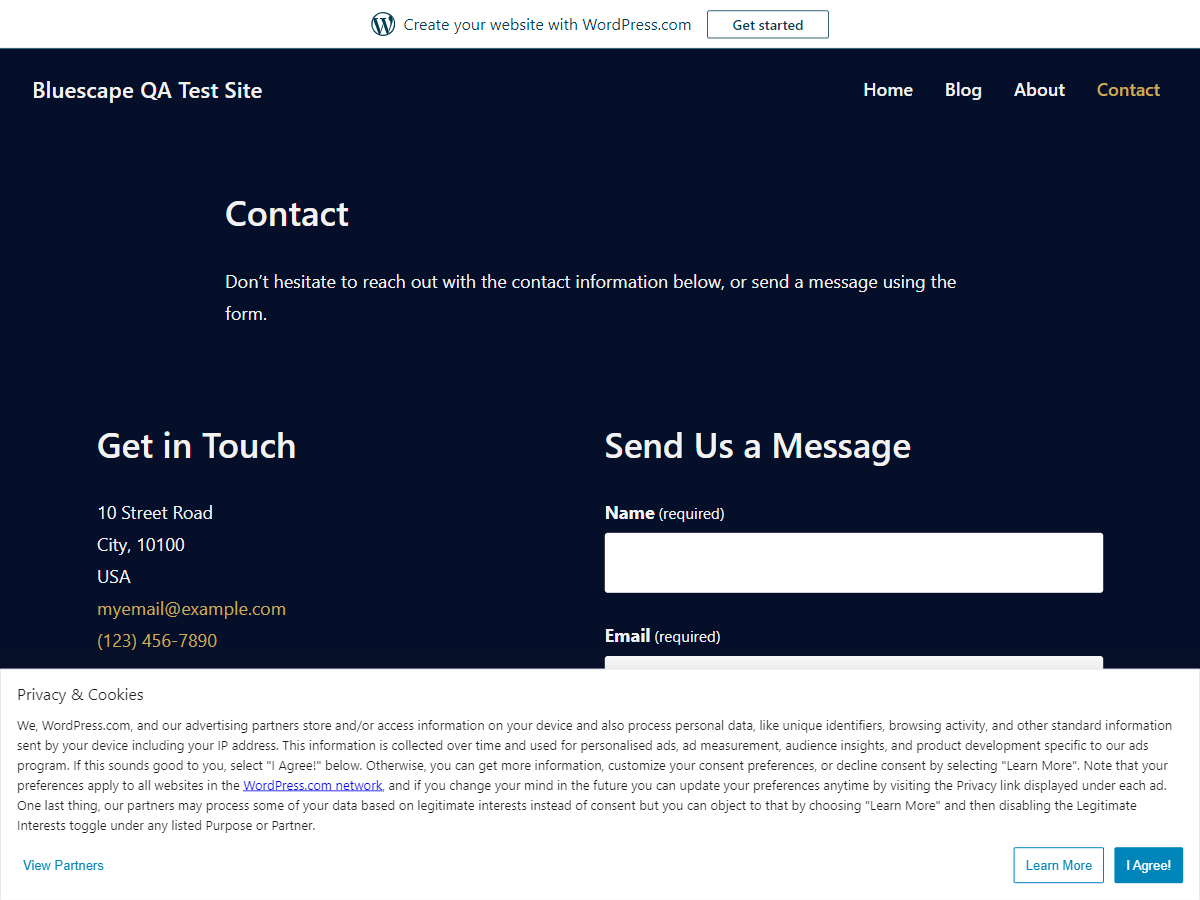 Create your website with WordPress.com Get started
Bluescape QA Test Site Home Blog About Contact
Contact
Don’t hesitate to reach out with the contact information below, or send a message using the
form.
Get in Touch
10 Street Road
City, 10100
USA
myemail@example.com
(123) 456-7890
Send Us a Message
Name (required)
Email (required)
Privacy & Cookies
We, WordPress.com, and our advertising partners store and/or access information on your device and also process personal data, like unique identifiers, browsing activity, and other standard information
sent by your device including your IP address. This information is collected over time and used for personalised ads, ad measurement, audience insights, and product development specific to our ads
program. If this sounds good to you, select "I Agree!" below. Otherwise, you can get more information, customize your consent preferences, or decline consent by selecting "Learn More". Note that your
preferences apply to all websites in the WordPress.com network, and if you change your mind in the future you can update your preferences anytime by visiting the Privacy link displayed under each ad.
One last thing, our partners may process some of your data based on legitimate interests instead of consent but you can object to that by choosing "Learn More" and then disabling the Legitimate
Interests toggle under any listed Purpose or Partner.
View Partners Learn More I Agree!